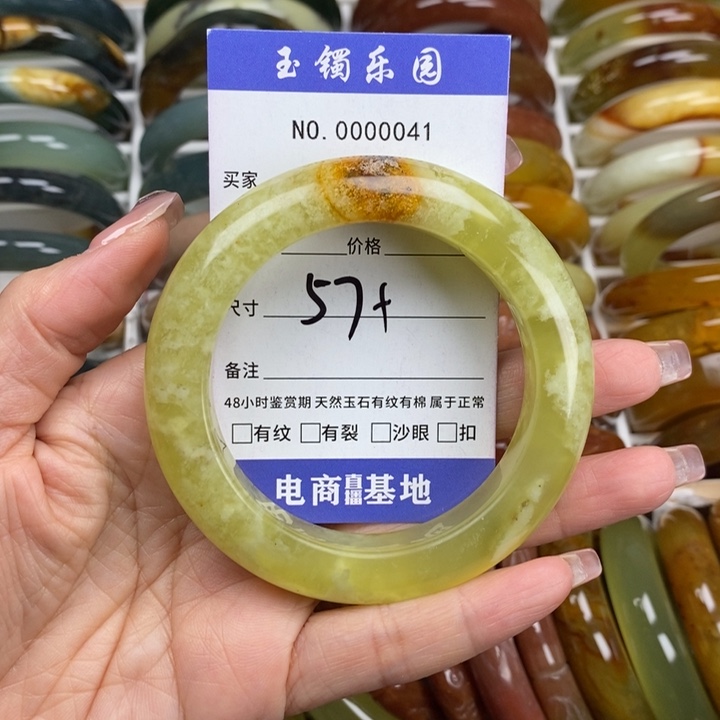 玉镯乐园
NO. 0000041
买家
价格
尺寸 57+
备注
48小时鉴赏期 天然玉石有纹有棉 属于正常
□有纹 □有裂 □沙眼 □扣
电商直播基地